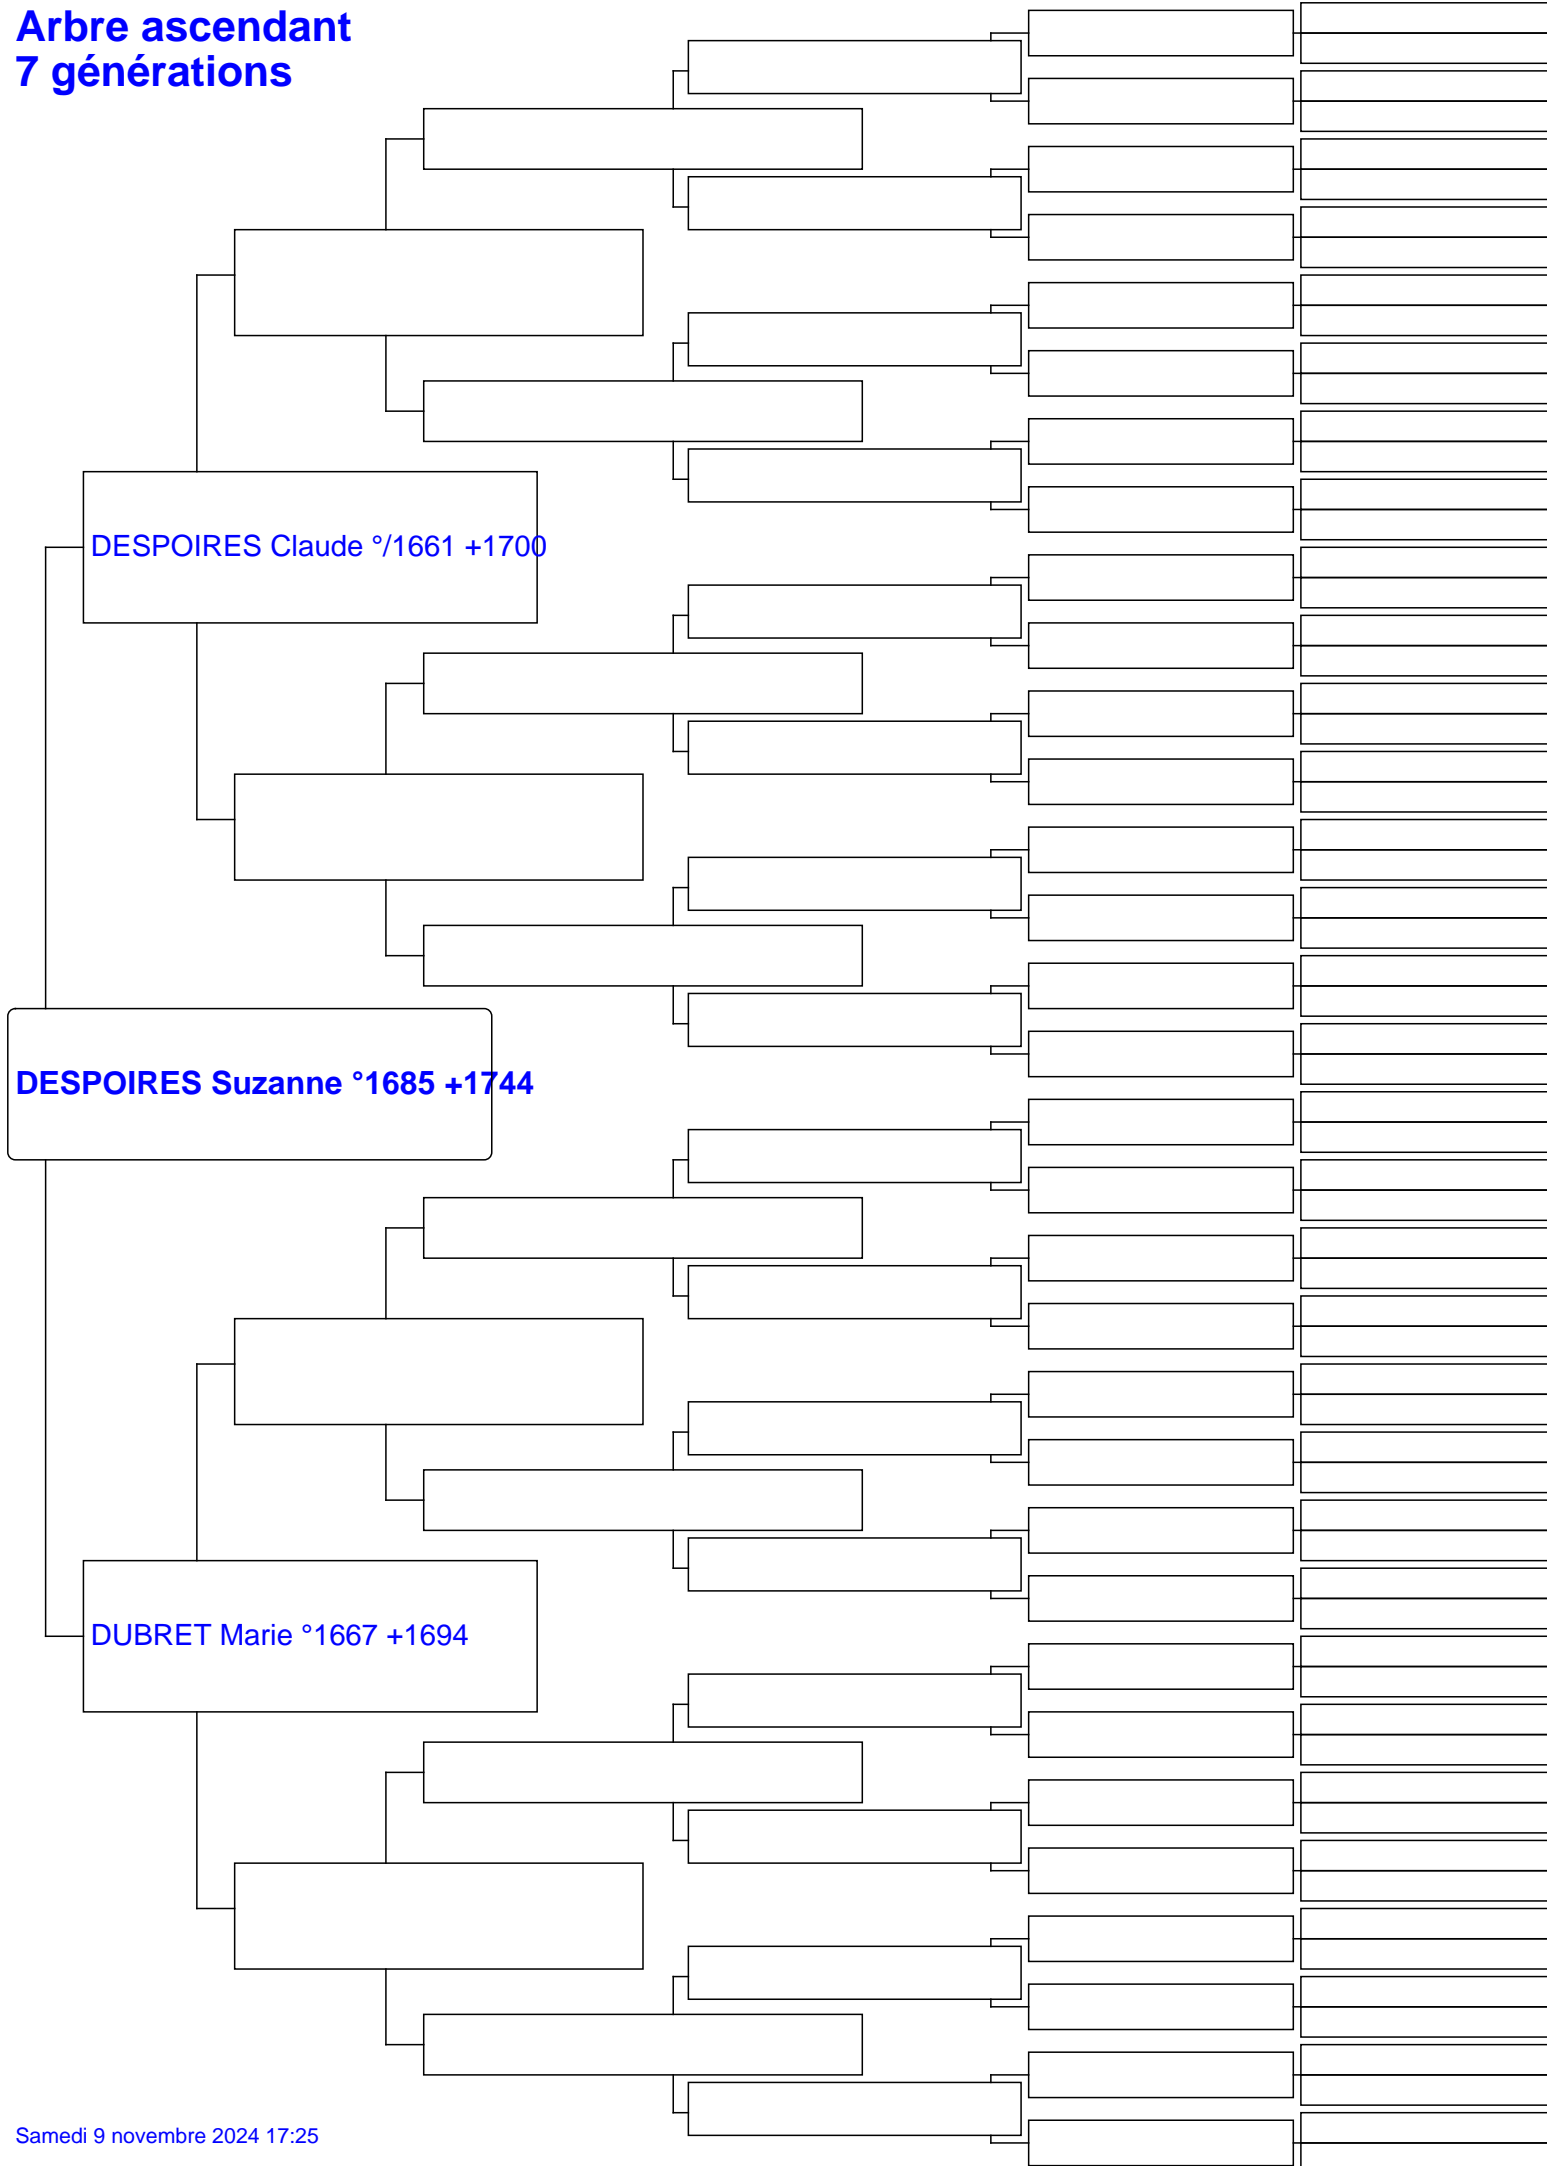 Arbre ascendant
7 générations
DESPOIRES Claude °/1661 +1700
DESPOIRES Suzanne °1685 +1744
DUBRET Marie °1667 +1694
Samedi 9 novembre 2024 17:25